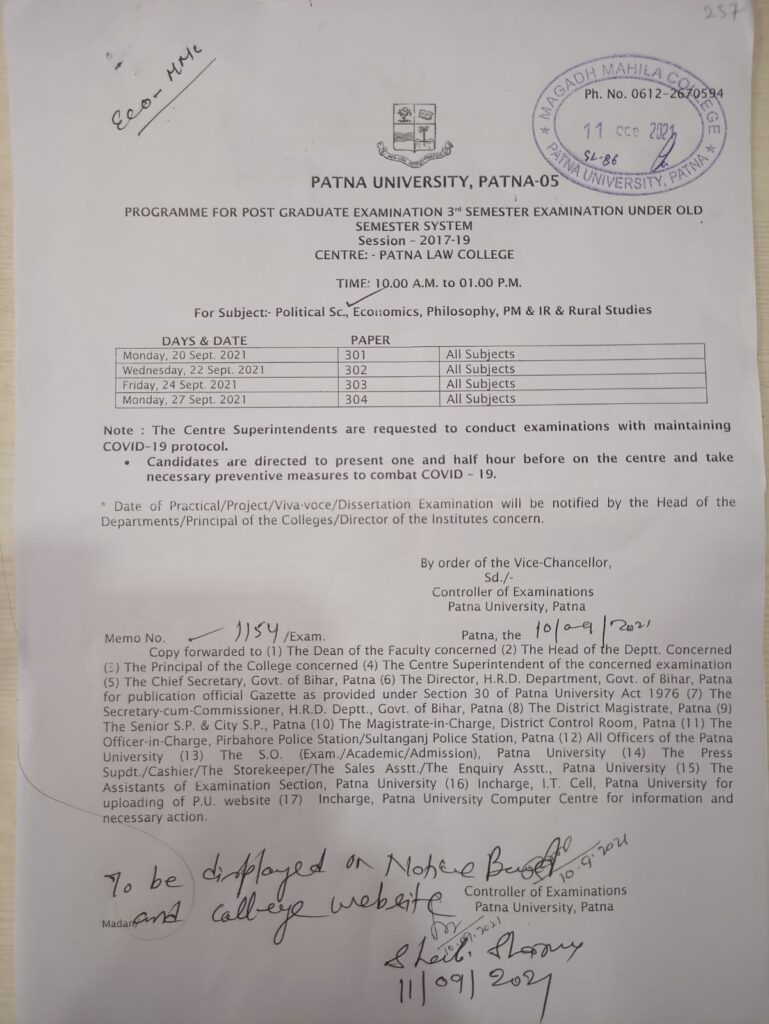 257
Eco - MMC
MAGADH MAHILA COLLEGE
Ph. No. 0612-2670594
11 2021
SL-86
PATNA UNIVERSITY, PATNA
PATNA UNIVERSITY, PATNA-05
PROGRAMME FOR POST GRADUATE EXAMINATION 3rd SEMESTER EXAMINATION UNDER OLD
SEMESTER SYSTEM
Session - 2017-19
CENTRE: - PATNA LAW COLLEGE
TIME: 10.00 A.M. to 01.00 P.M.
For Subject:- Political Sc., Economics, Philosophy, PM & IR & Rural Studies
DAYS & DATE PAPER
Monday, 20 Sept. 2021 301 All Subjects
Wednesday, 22 Sept. 2021 302 All Subjects
Friday, 24 Sept. 2021 303 All Subjects
Monday, 27 Sept. 2021 304 All Subjects
Note : The Centre Superintendents are requested to conduct examinations with maintaining
COVID-19 protocol.
• Candidates are directed to present one and half hour before on the centre and take
necessary preventive measures to combat COVID - 19.
* Date of Practical/Project/Viva-voce/Dissertation Examination will be notified by the Head of the
Departments/Principal of the Colleges/Director of the Institutes concern.
By order of the Vice-Chancellor,
Sd./-
Controller of Examinations
Patna University, Patna
Memo No. 1154 /Exam. Patna, the 10/09/2021
Copy forwarded to (1) The Dean of the Faculty concerned (2) The Head of the Deptt. Concerned
(3) The Principal of the College concerned (4) The Centre Superintendent of the concerned examination
(5) The Chief Secretary, Govt. of Bihar, Patna (6) The Director, H.R.D. Department, Govt. of Bihar, Patna
for publication official Gazette as provided under Section 30 of Patna University Act 1976 (7) The
Secretary-cum-Commissioner, H.R.D. Deptt., Govt. of Bihar, Patna (8) The District Magistrate, Patna (9)
The Senior S.P. & City S.P., Patna (10) The Magistrate-in-Charge, District Control Room, Patna (11) The
Officer-in-Charge, Pirbahore Police Station/Sultanganj Police Station, Patna (12) All Officers of the Patna
University (13) The S.O. (Exam./Academic/Admission), Patna University (14) The Press
Supdt./Cashier/The Storekeeper/The Sales Asstt./The Enquiry Asstt., Patna University (15) The
Assistants of Examination Section, Patna University (16) Incharge, I.T. Cell, Patna University for
uploading of P.U. website (17) Incharge, Patna University Computer Centre for information and
necessary action.
To be displayed on Notice Board
10.9.2021
Controller of Examinations
and college website
Patna University, Patna
Madam
10.09.2021
11/09/2021